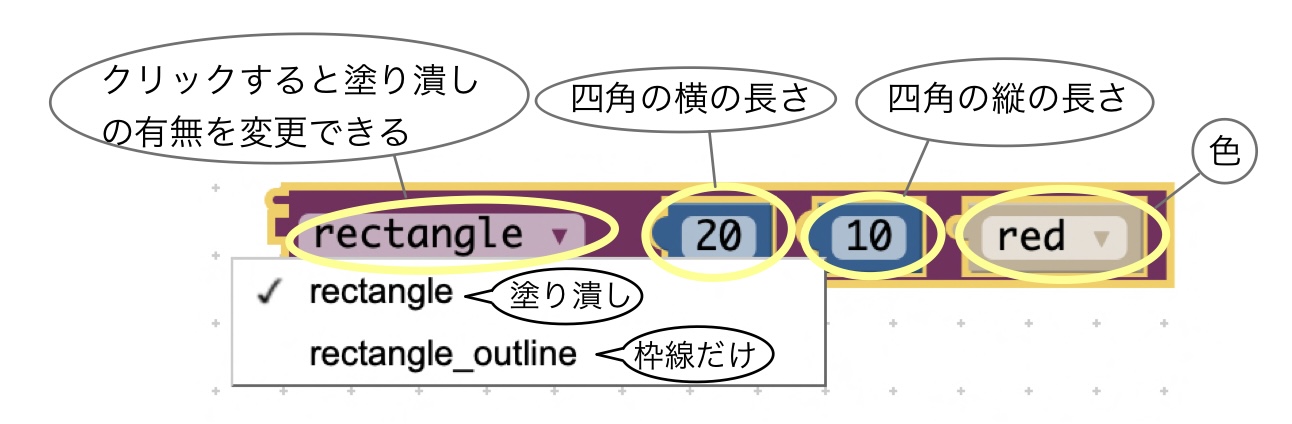 クリックすると塗り潰し
の有無を変更できる
四角の横の長さ
四角の縦の長さ
色
rectangle ▼ 20 10 red ▼
✓ rectangle 塗り潰し
rectangle_outline 枠線だけ